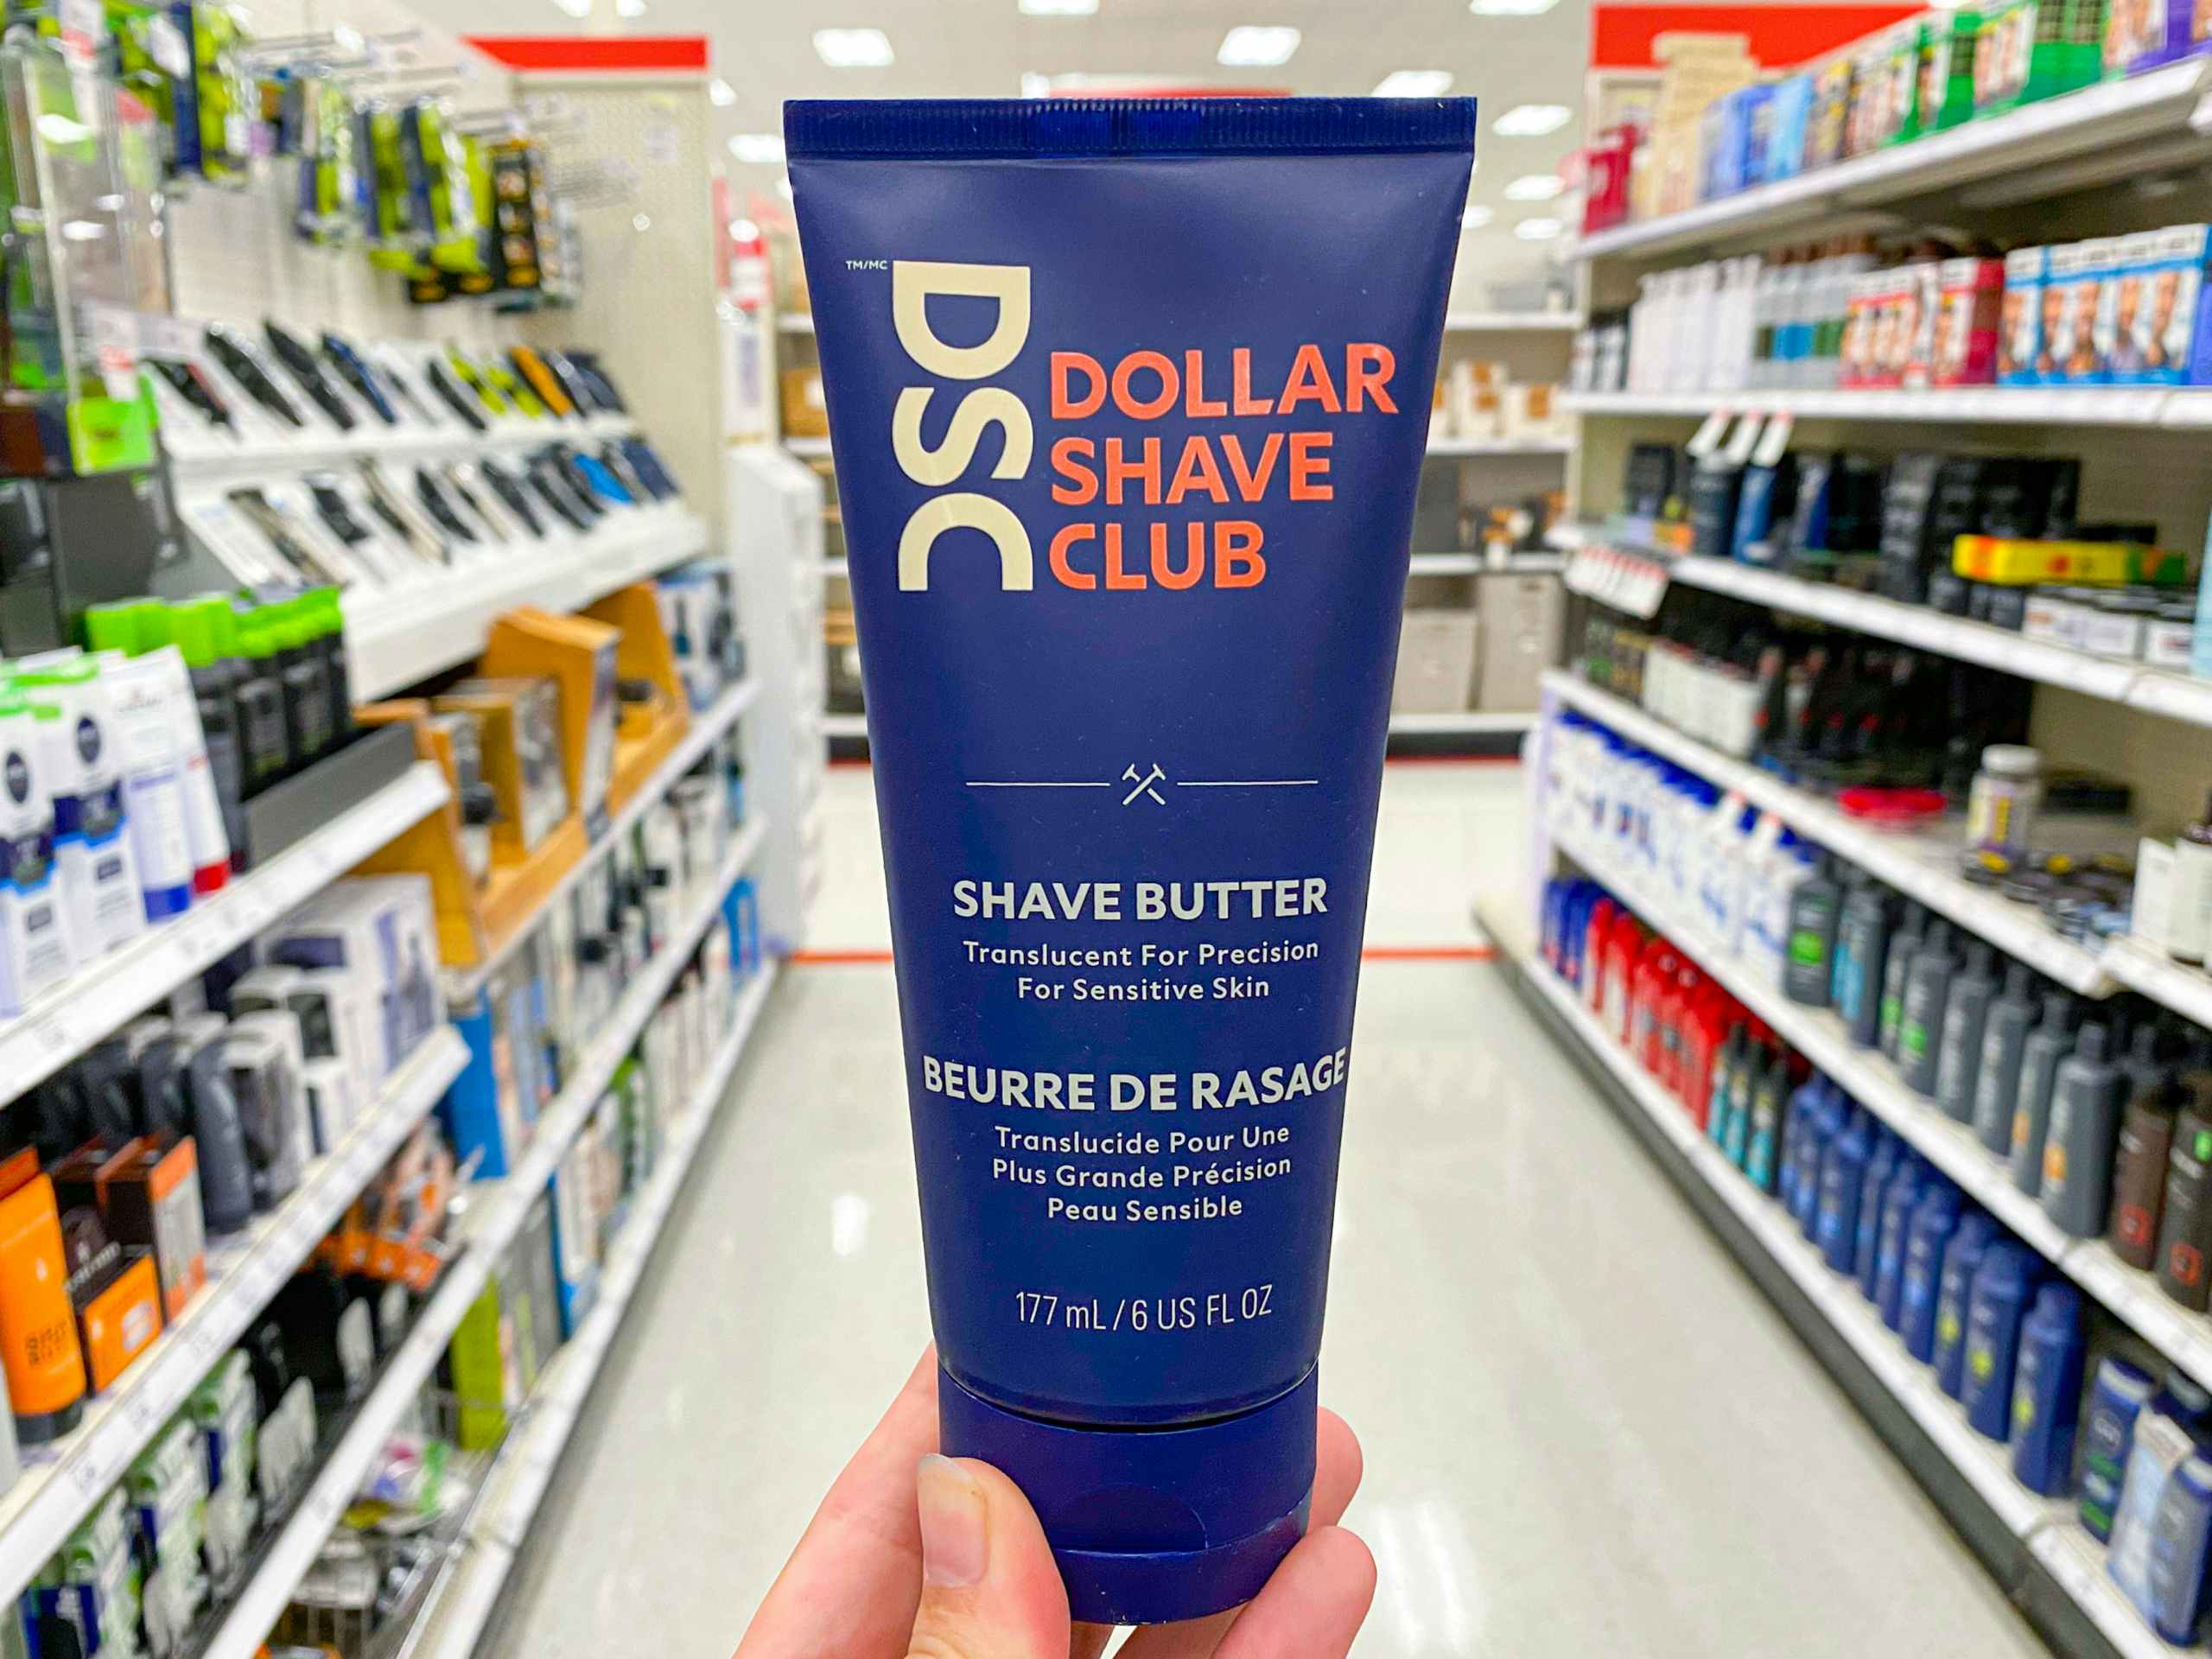 TM/MC
DSC
DOLLAR
SHAVE
CLUB
SHAVE BUTTER
Translucent For Precision
For Sensitive Skin
BEURRE DE RASAGE
Translucide Pour Une
Plus Grande Précision
Peau Sensible
177 mL / 6 US FL OZ